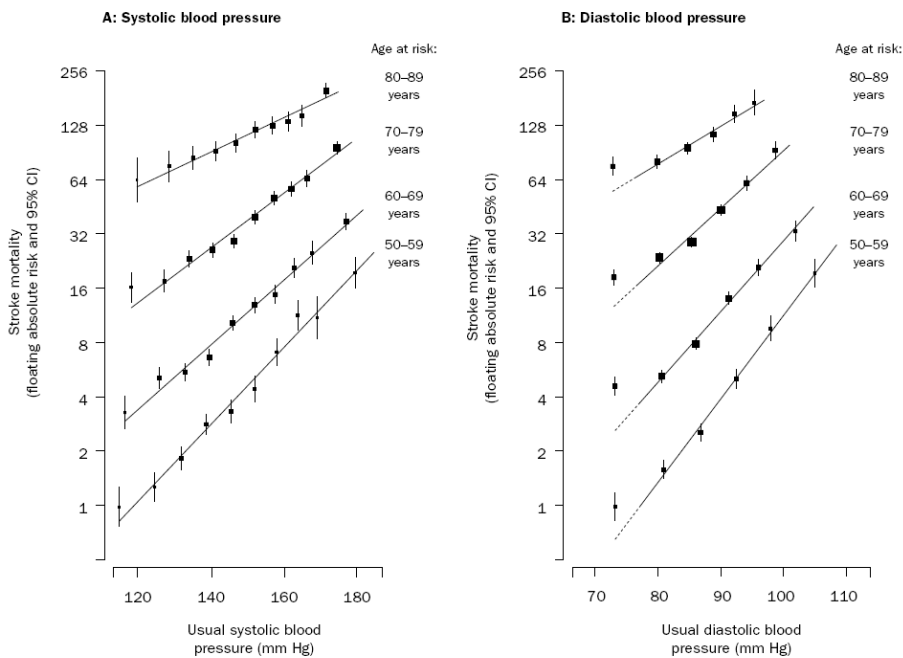 A: Systolic blood pressure
Age at risk:
256
128
64
32
16
8
4
2
1
Stroke mortality
(floating absolute risk and 95% CI)
80–89
years
70–79
years
60–69
years
50–59
years
120 140 160 180
Usual systolic blood
pressure (mm Hg)
B: Diastolic blood pressure
Age at risk:
256
128
64
32
16
8
4
2
1
Stroke mortality
(floating absolute risk and 95% CI)
80–89
years
70–79
years
60–69
years
50–59
years
70 80 90 100 110
Usual diastolic blood
pressure (mm Hg)